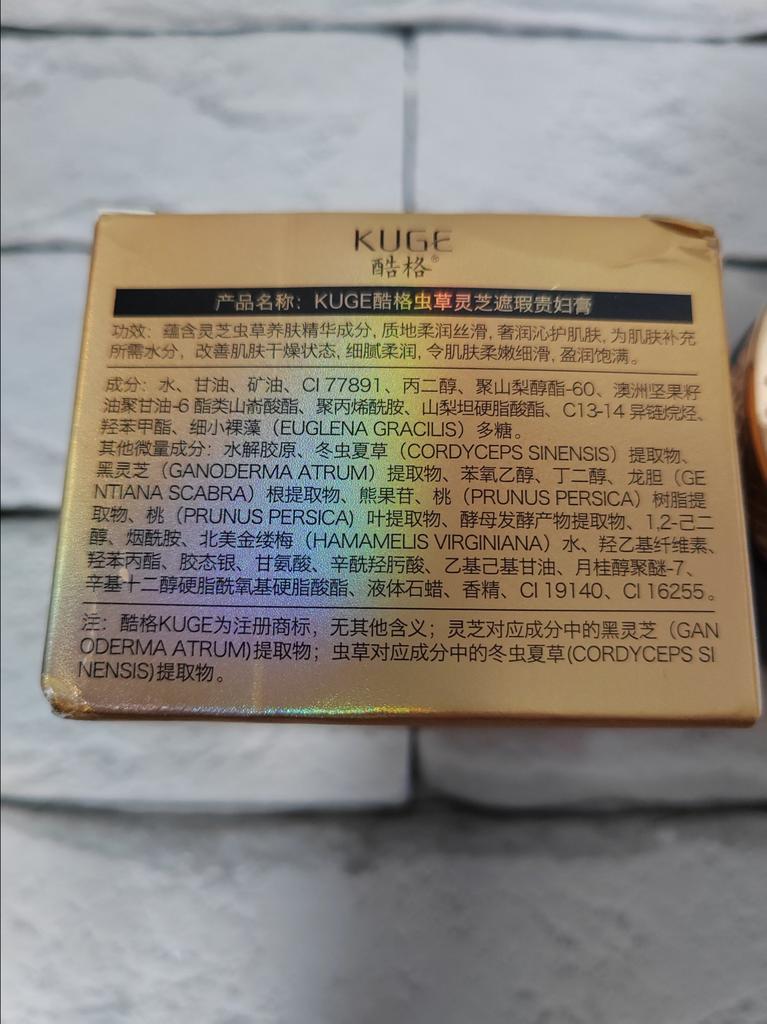 KUGE
酷格®
产品名称：KUGE酷格虫草灵芝遮瑕贵妇膏
功效：蕴含灵芝虫草养肤精华成分, 质地柔润丝滑, 奢润沁护肌肤, 为肌肤补充
所需水分，改善肌肤干燥状态, 细腻柔润, 令肌肤柔嫩细滑, 盈润饱满。
成分：水、甘油、矿油、CI 77891、丙二醇、聚山梨醇酯-60、澳洲坚果籽
油聚甘油-6 酯类山嵛酸酯、聚丙烯酰胺、山梨坦硬脂酸酯、C13-14 异链烷烃、
羟苯甲酯、细小裸藻（EUGLENA GRACILIS）多糖。
其他微量成分：水解胶原、冬虫夏草（CORDYCEPS SINENSIS）提取物、
黑灵芝（GANODERMA ATRUM）提取物、苯氧乙醇、丁二醇、龙胆（GE
NTIANA SCABRA）根提取物、熊果苷、桃（PRUNUS PERSICA）树脂提
取物、桃（PRUNUS PERSICA）叶提取物、酵母发酵产物提取物、1,2-己二
醇、烟酰胺、北美金缕梅（HAMAMELIS VIRGINIANA）水、羟乙基纤维素、
羟苯丙酯、胶态银、甘氨酸、辛酰羟肟酸、乙基己基甘油、月桂醇聚醚-7、
辛基十二醇硬脂酰氧基硬脂酸酯、液体石蜡、香精、CI 19140、CI 16255。
注：酷格KUGE为注册商标，无其他含义；灵芝对应成分中的黑灵芝（GAN
ODERMA ATRUM)提取物；虫草对应成分中的冬虫夏草(CORDYCEPS SI
NENSIS)提取物。